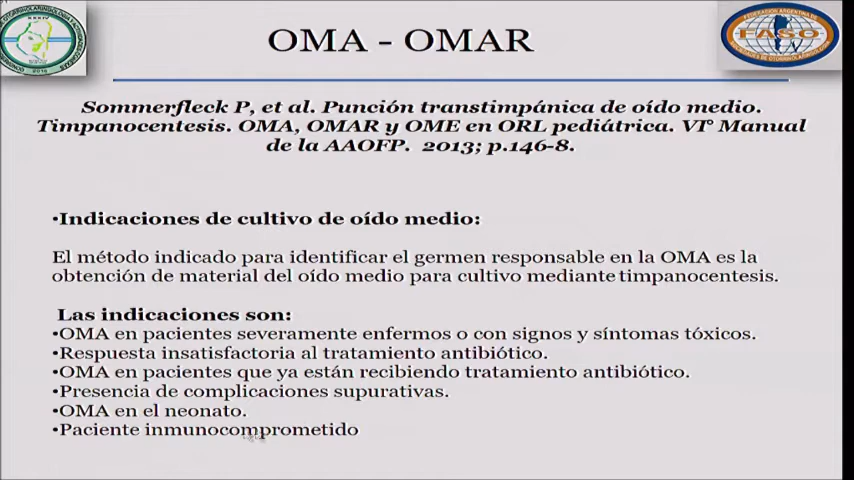 OMA - OMAR
FASO
Sommerfleck P, et al. Punción transtimpánica de oído medio.
Timpanocentesis. OMA, OMAR y OME en ORL pediátrica. VI° Manual
de la AAOFP. 2013; p.146-8.
•Indicaciones de cultivo de oído medio:
El método indicado para identificar el germen responsable en la OMA es la
obtención de material del oído medio para cultivo mediante timpanocentesis.
Las indicaciones son:
•OMA en pacientes severamente enfermos o con signos y síntomas tóxicos.
•Respuesta insatisfactoria al tratamiento antibiótico.
•OMA en pacientes que ya están recibiendo tratamiento antibiótico.
•Presencia de complicaciones supurativas.
•OMA en el neonato.
•Paciente inmunocomprometido